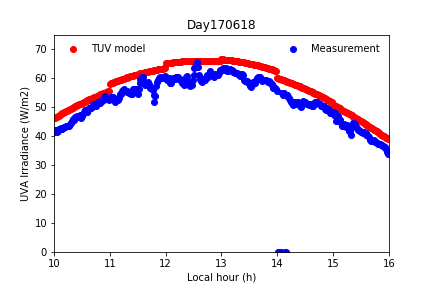 Day170618
TUV model
Measurement
UVA Irradiance (W/m2)
70
60
50
40
30
20
10
0
10 11 12 13 14 15 16
Local hour (h)